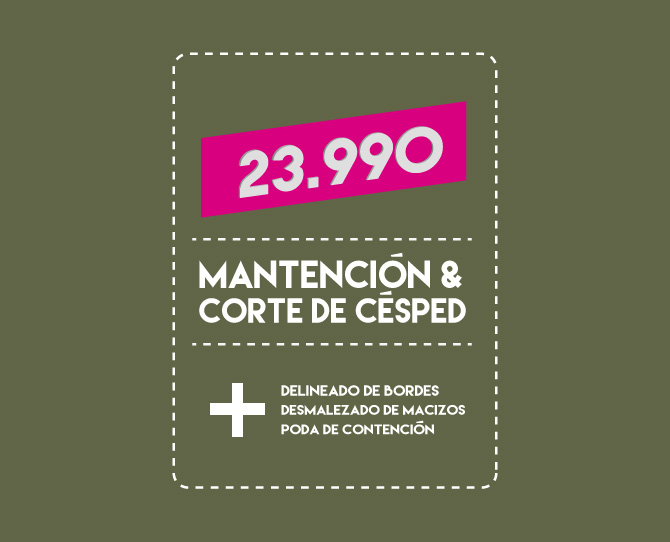 23.990
MANTENCIÓN &
CORTE DE CÉSPED
DELINEADO DE BORDES
DESMALEZADO DE MACIZOS
PODA DE CONTENCIÓN